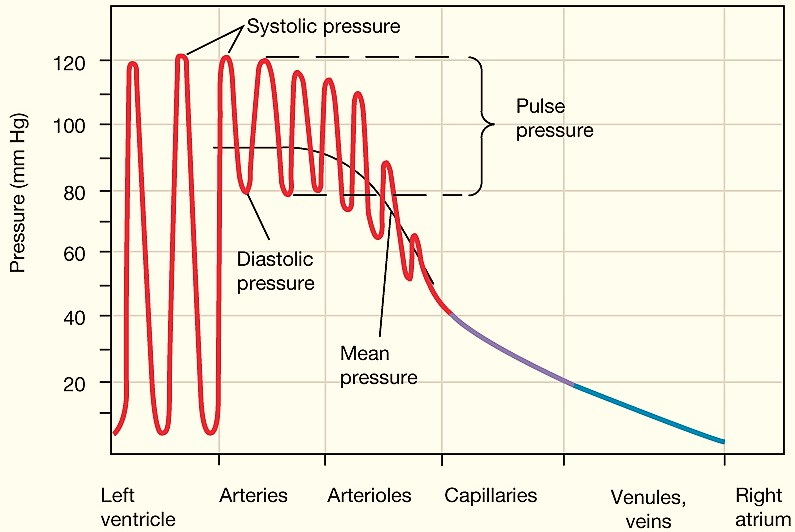 Systolic pressure
120
100
80
60
40
20
Pressure (mm Hg)
Pulse
pressure
Diastolic
pressure
Mean
pressure
Left
ventricle
Arteries
Arterioles
Capillaries
Venules,
veins
Right
atrium